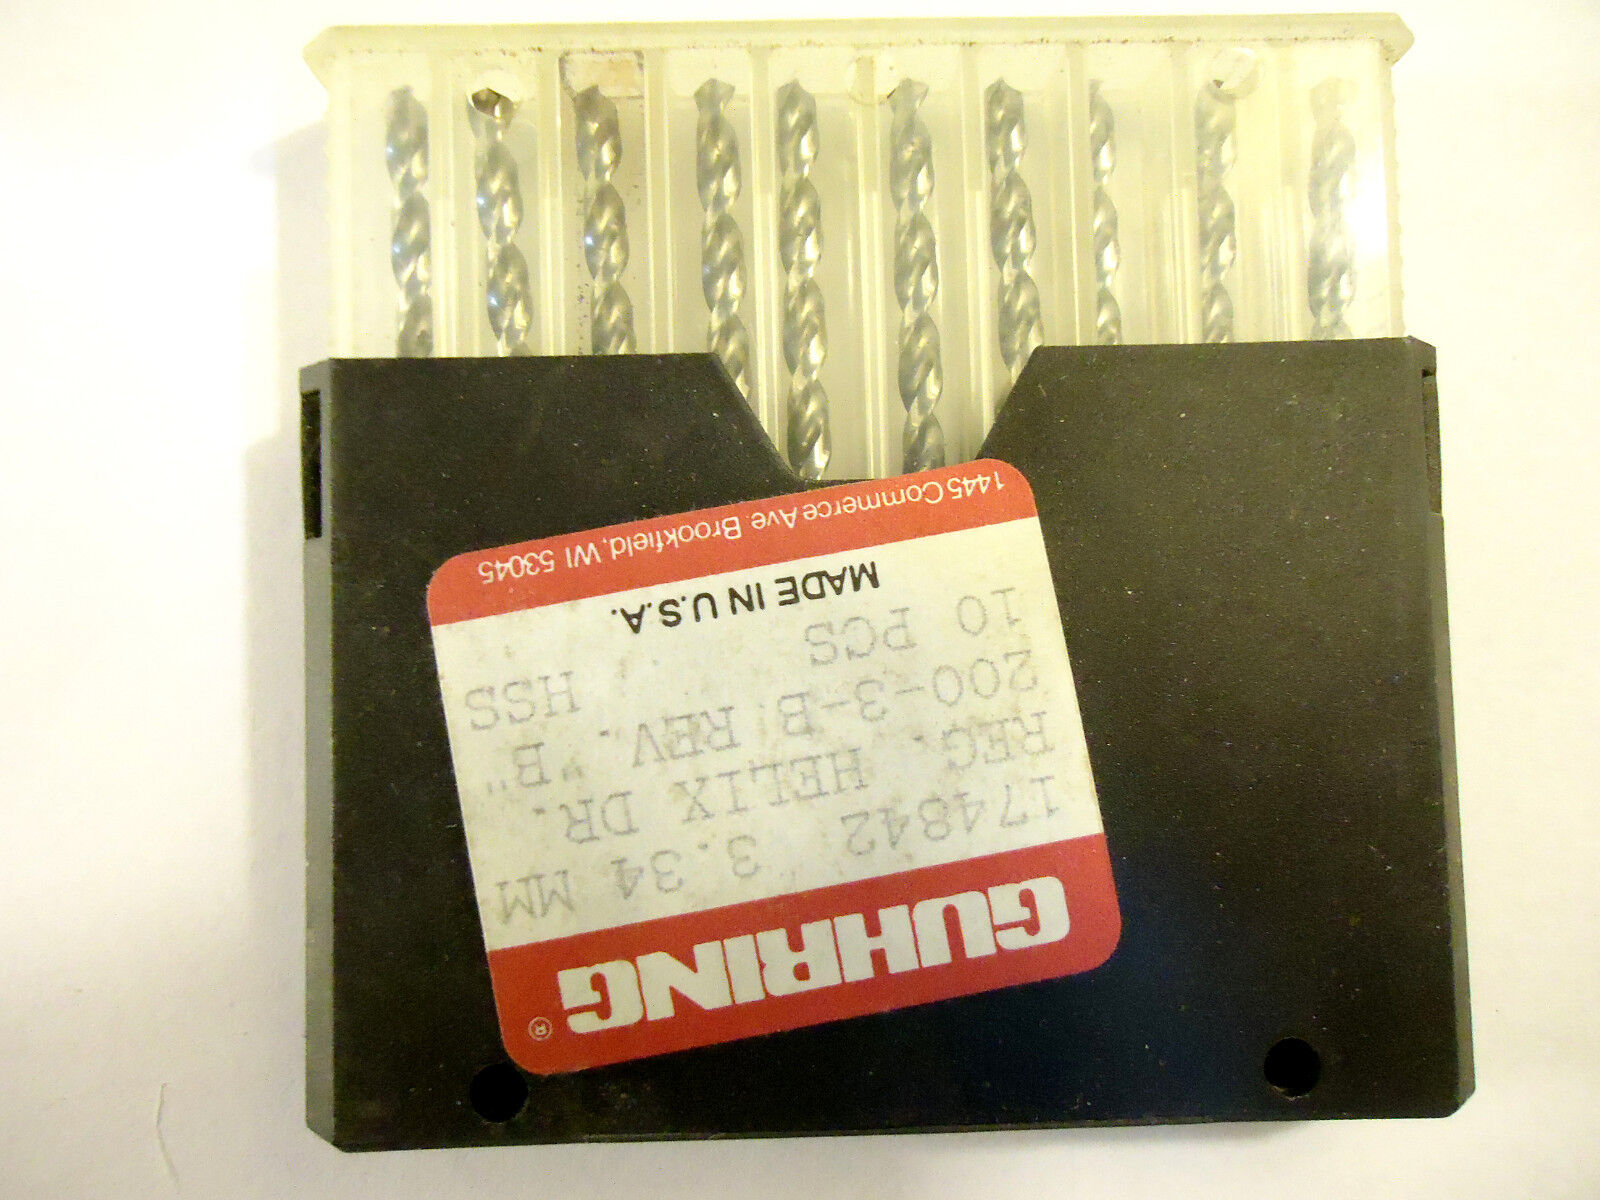 GUHRING ®
174842 3.34 MM
REG. HELIX DR.
200-3-B REV. "B"
10 PCS HSS
MADE IN U.S.A.
1445 Commerce Ave. Brookfield, WI 53045